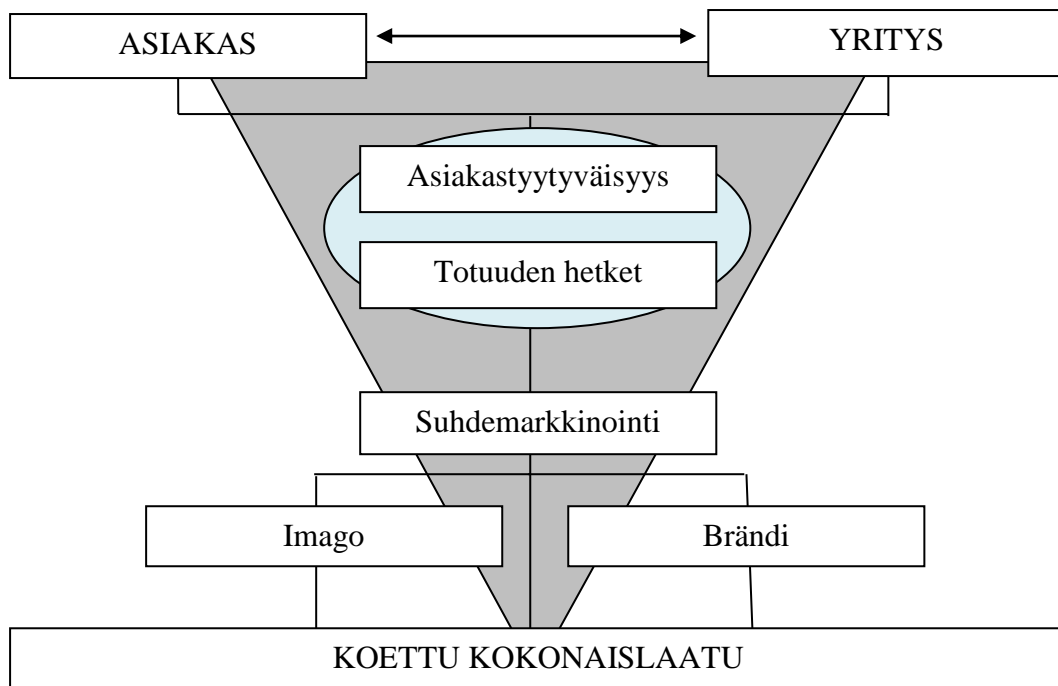 ASIAKAS
YRITYS
Asiakastyytyväisyys
Totuuden hetket
Suhdemarkkinointi
Imago
Brändi
KOETTU KOKONAISLAATU